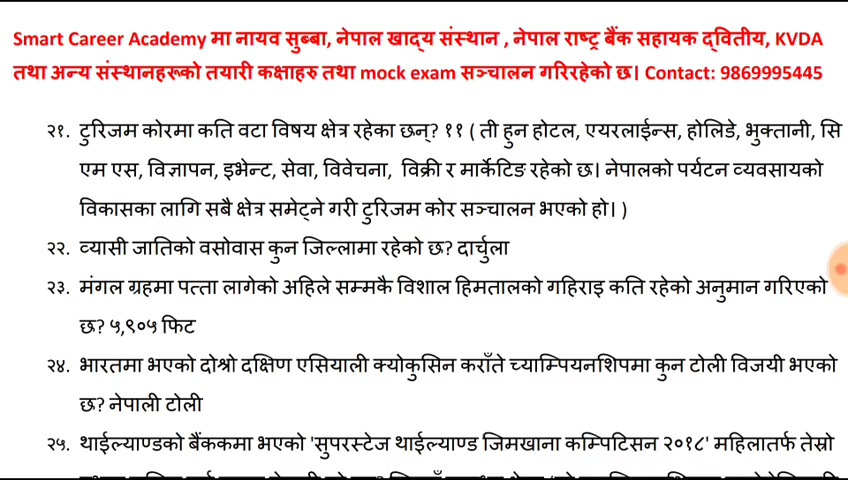 Smart Career Academy मा नायव सुब्बा, नेपाल खाद्य संस्थान , नेपाल राष्ट्र बैंक सहायक द्वितीय, KVDA
तथा अन्य संस्थानहरूको तयारी कक्षाहरु तथा mock exam सञ्चालन गरिरहेको छ। Contact: 9869995445
२१. टुरिजम कोरमा कति वटा विषय क्षेत्र रहेका छन्? ११ ( ती हुन होटल, एयरलाईन्स, होलिडे, भुक्तानी, सि
एम एस, विज्ञापन, इभेन्ट, सेवा, विवेचना, विक्री र मार्केटिङ रहेको छ। नेपालको पर्यटन व्यवसायको
विकासका लागि सबै क्षेत्र समेट्ने गरी टुरिजम कोर सञ्चालन भएको हो। )
२२. व्यासी जातिको वसोवास कुन जिल्लामा रहेको छ? दार्चुला
२३. मंगल ग्रहमा पत्ता लागेको अहिले सम्मकै विशाल हिमतालको गहिराइ कति रहेको अनुमान गरिएको
छ? ५,९०५ फिट
२४. भारतमा भएको दोश्रो दक्षिण एसियाली क्योकुसिन कराँते च्याम्पियनशिपमा कुन टोली विजयी भएको
छ? नेपाली टोली
२५. थाईल्याण्डको बैंककमा भएको 'सुपरस्टेज थाईल्याण्ड जिमखाना कम्पिटिसन २०१८' महिलातर्फ तेस्रो